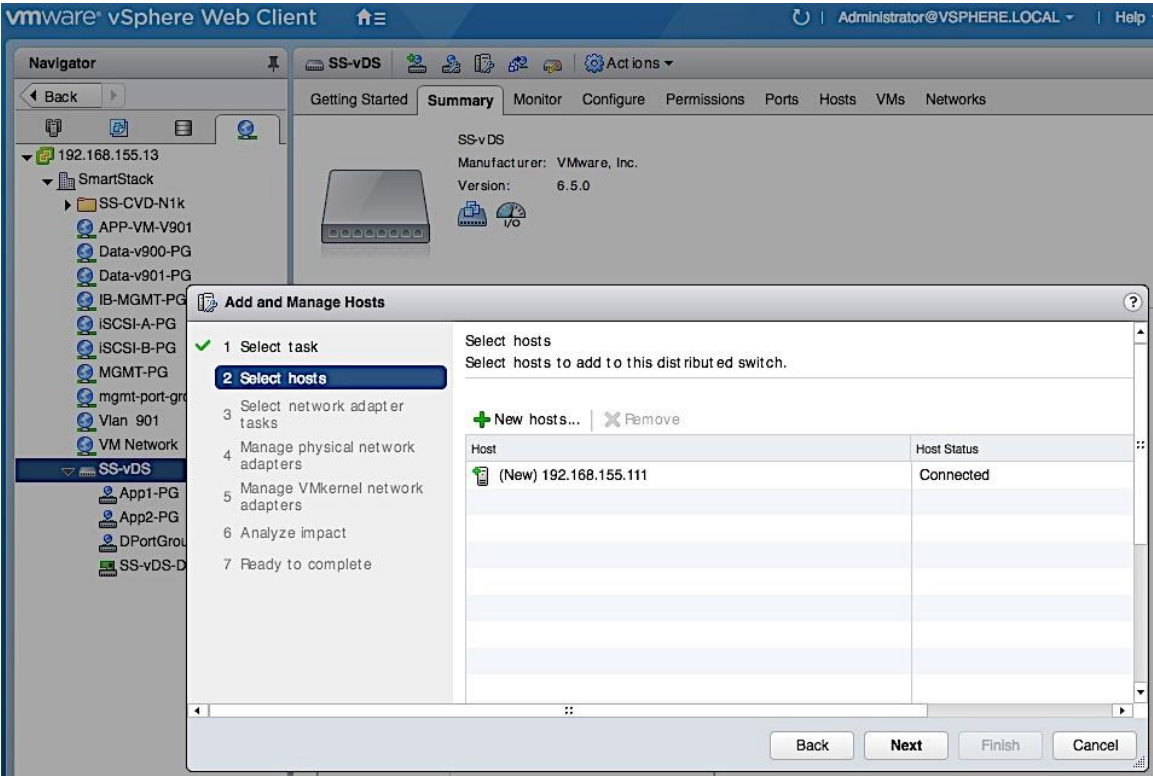 vmware® vSphere Web Client
Administrator@VSPHERE.LOCAL
Help
Navigator
Back
192.168.155.13
SmartStack
SS-CVD-N1k
APP-VM-V901
Data-v900-PG
Data-v901-PG
IB-MGMT-PG
iSCSI-A-PG
iSCSI-B-PG
MGMT-PG
mgmt-port-gro
Vlan 901
VM Network
SS-vDS
App1-PG
App2-PG
DPortGrou
SS-vDS-D
SS-vDS
Actions
Getting Started Summary Monitor Configure Permissions Ports Hosts VMs Networks
SS-vDS
Manufacturer: VMware, Inc.
Version: 6.5.0
I/O
Add and Manage Hosts
?
1 Select task
2 Select hosts
3 Select network adapter
tasks
4 Manage physical network
adapters
5 Manage VMkernel network
adapters
6 Analyze impact
7 Ready to complete
Select hosts
Select hosts to add to this distributed switch.
New hosts... Remove
Host Host Status
(New) 192.168.155.111 Connected
Back Next Finish Cancel